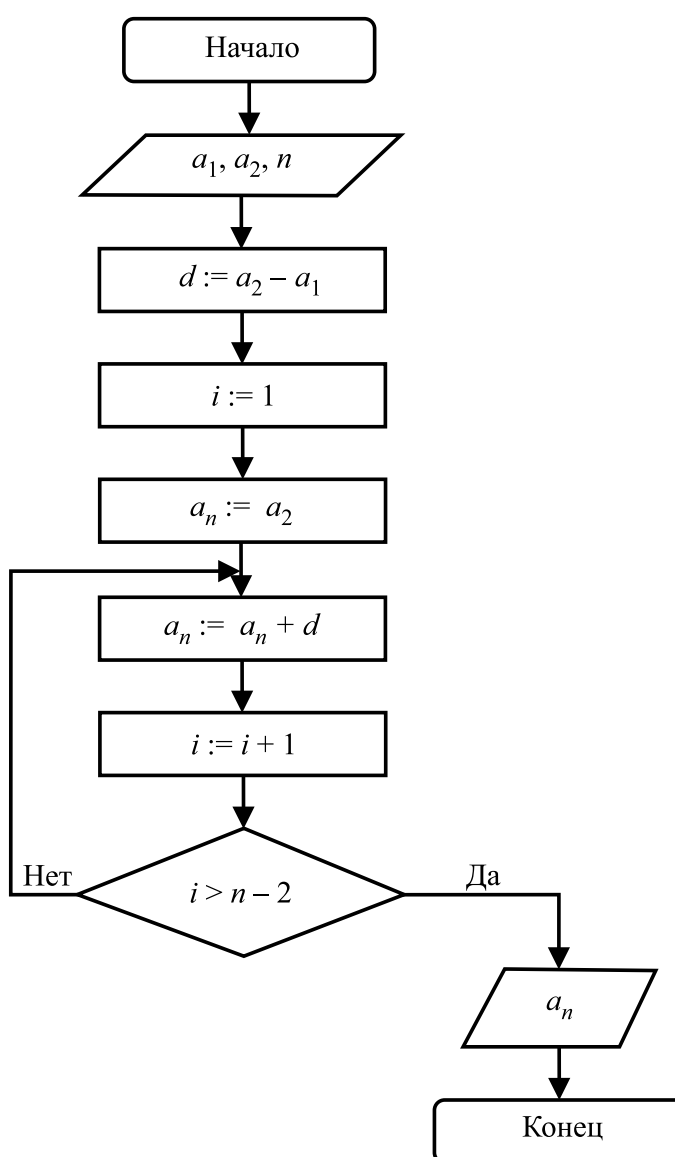 Начало
a₁, a₂, n
d := a₂ – a₁
i := 1
aₙ := a₂
aₙ := aₙ + d
i := i + 1
Нет
i > n – 2
Да
aₙ
Конец